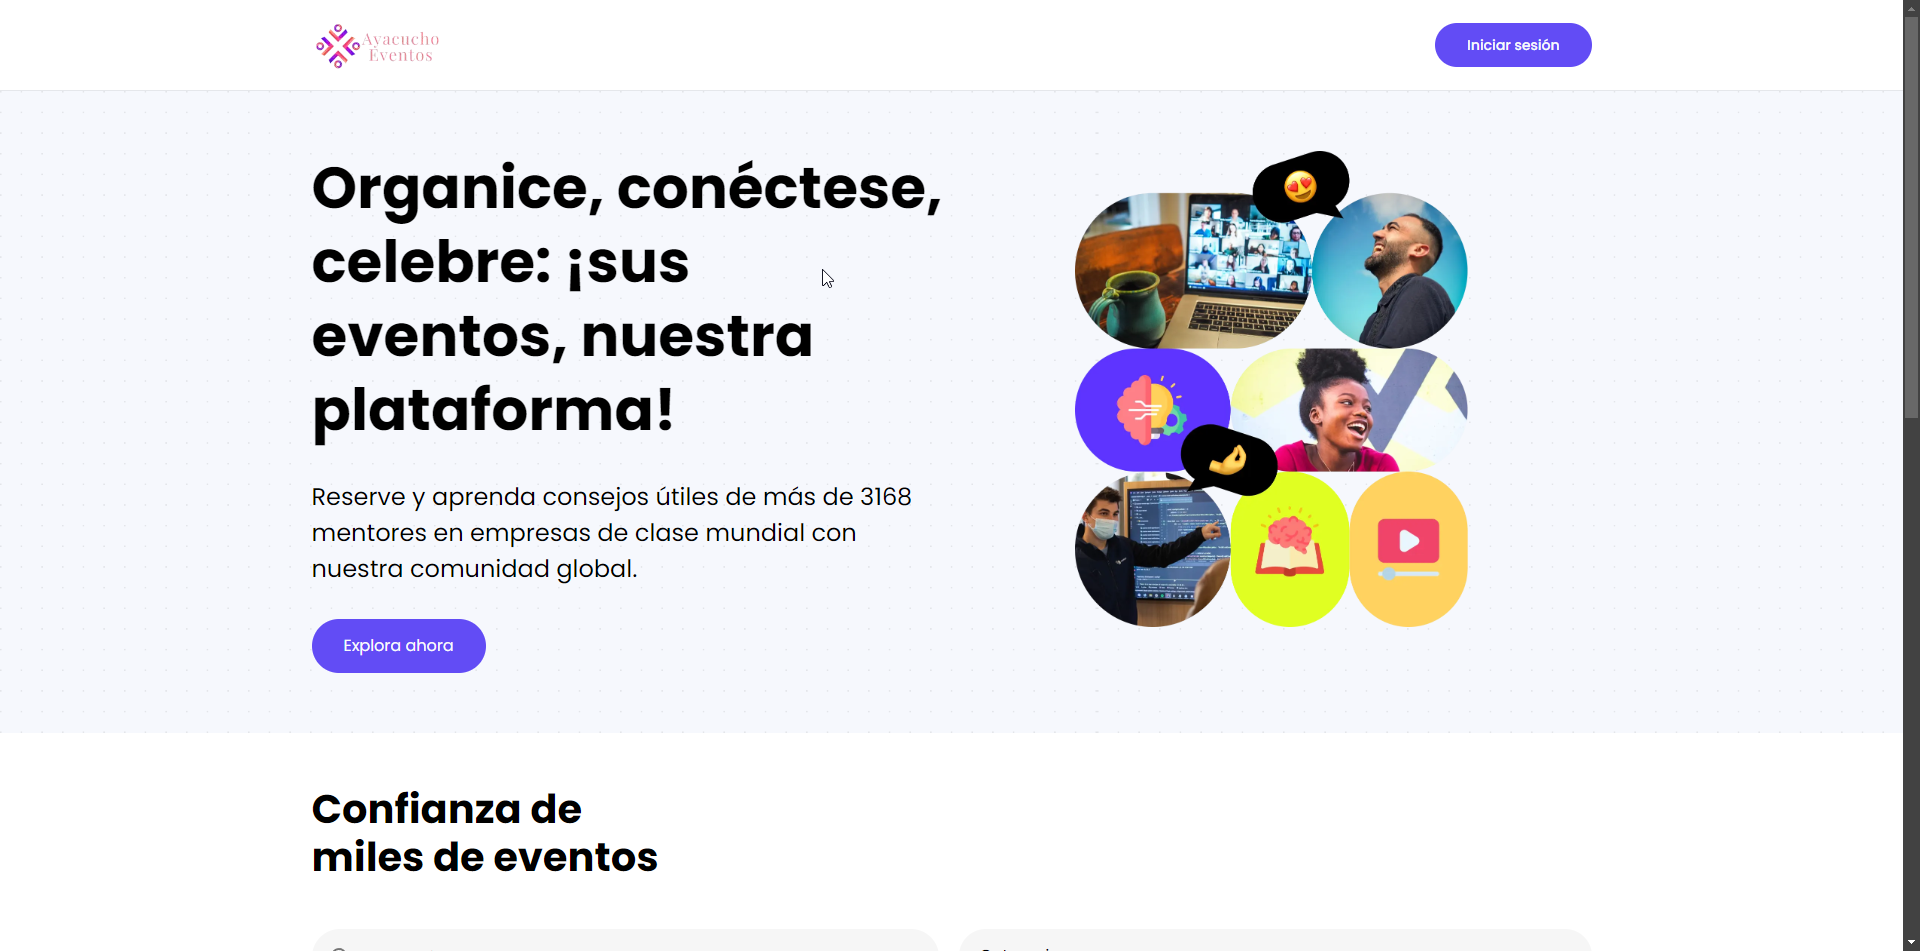 Ayacucho
Eventos
Iniciar sesión
Organice, conéctese,
celebre: ¡sus
eventos, nuestra
plataforma!
Reserve y aprenda consejos útiles de más de 3168
mentores en empresas de clase mundial con
nuestra comunidad global.
Explora ahora
Confianza de
miles de eventos